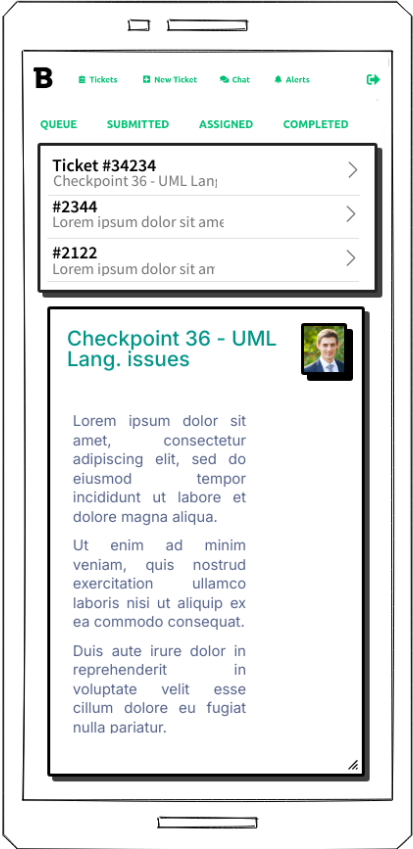 B
Tickets New Ticket Chat Alerts
QUEUE SUBMITTED ASSIGNED COMPLETED
Ticket #34234
Checkpoint 36 - UML Lan
#2344
Lorem ipsum dolor sit ame
#2122
Lorem ipsum dolor sit am
Checkpoint 36 - UML
Lang. issues
Lorem ipsum dolor sit
amet, consectetur
adipiscing elit, sed do
eiusmod tempor
incididunt ut labore et
dolore magna aliqua.
Ut enim ad minim
veniam, quis nostrud
exercitation ullamco
laboris nisi ut aliquip ex
ea commodo consequat.
Duis aute irure dolor in
reprehenderit in
voluptate velit esse
cillum dolore eu fugiat
nulla pariatur.